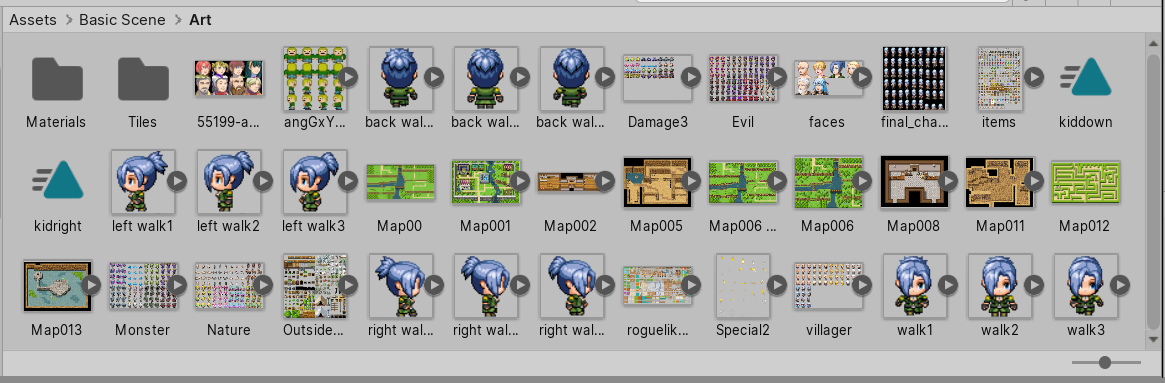 Assets > Basic Scene > Art
Materials Tiles 55199-a... angGxY... back wal... back wal... back wal... Damage3 Evil faces final_cha... items kiddown
kidright left walk1 left walk2 left walk3 Map00 Map001 Map002 Map005 Map006 ... Map006 Map008 Map011 Map012
Map013 Monster Nature Outside... right wal... right wal... right wal... roguelik... Special2 villager walk1 walk2 walk3